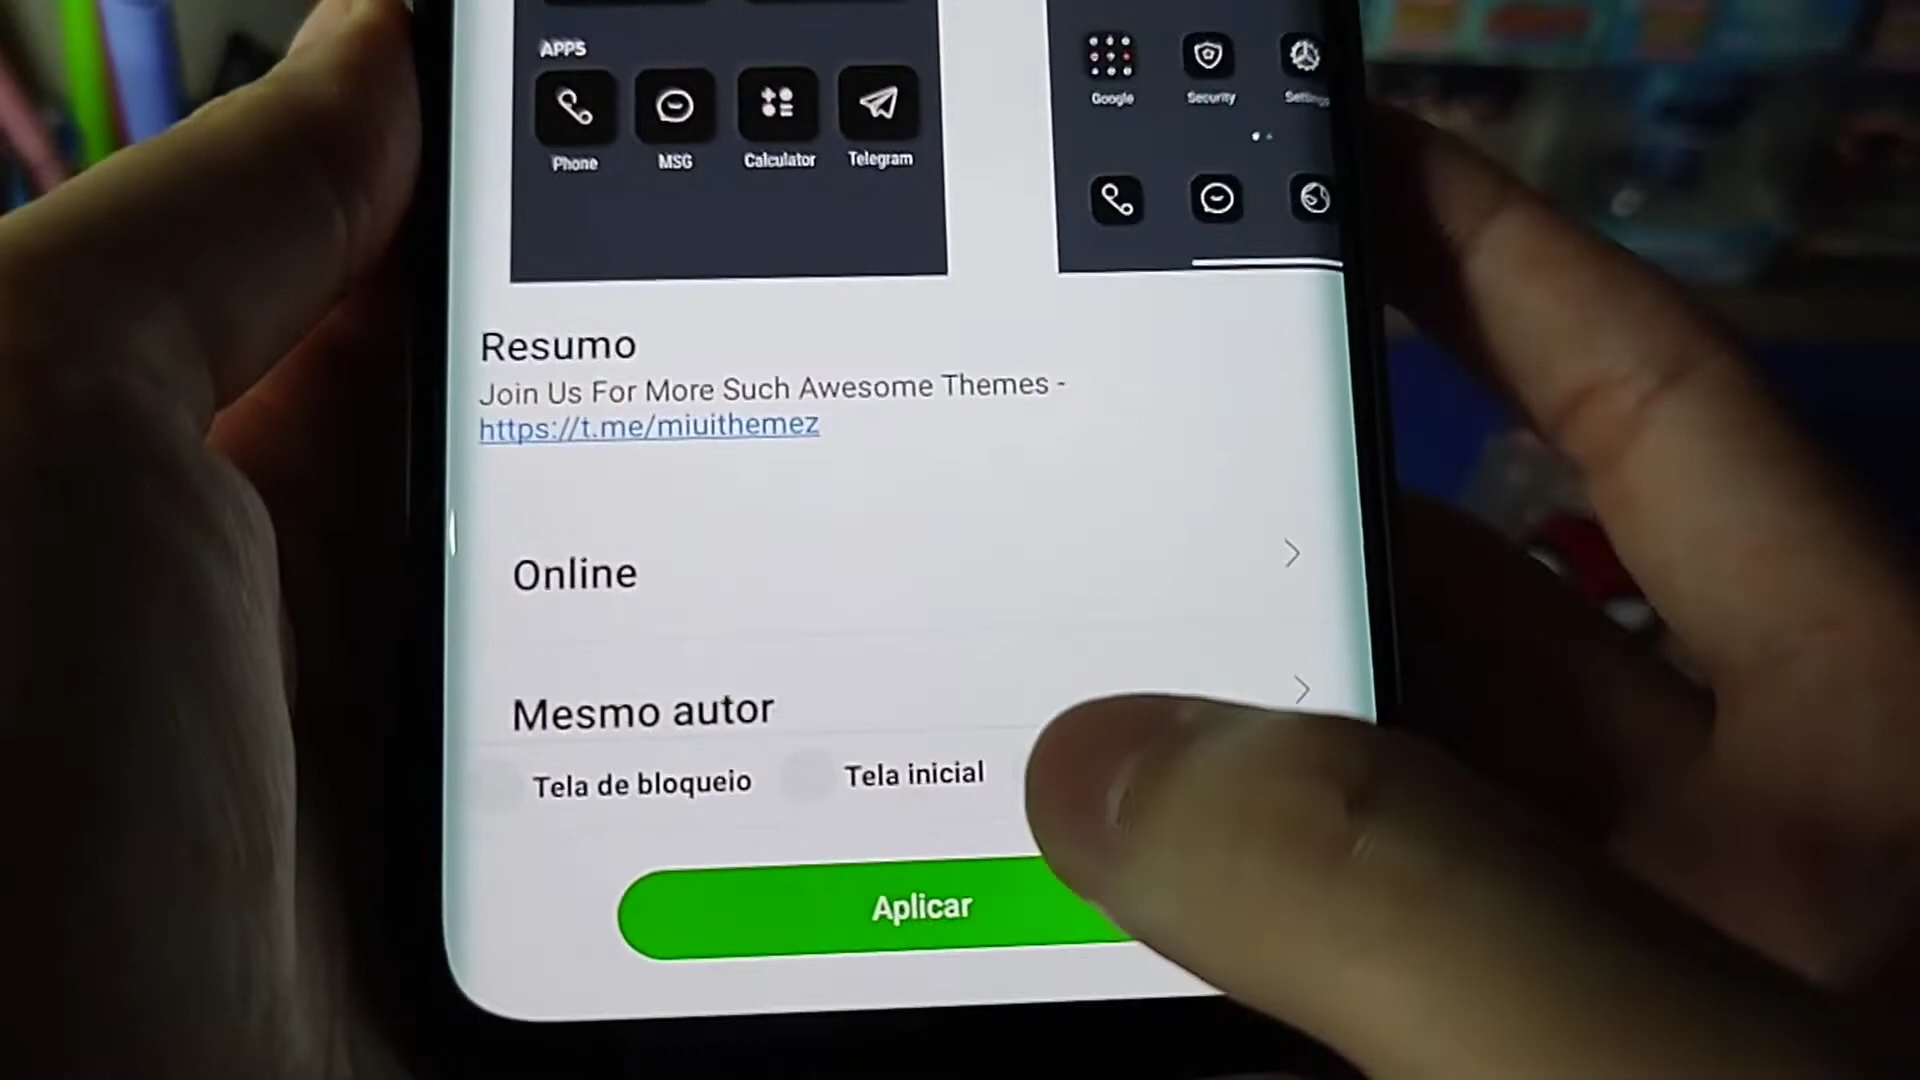 APPS
Phone MSG Calculator Telegram
Google Security Settings
Resumo
Join Us For More Such Awesome Themes -
https://t.me/miuithemez
Online
Mesmo autor
Tela de bloqueio Tela inicial
Aplicar